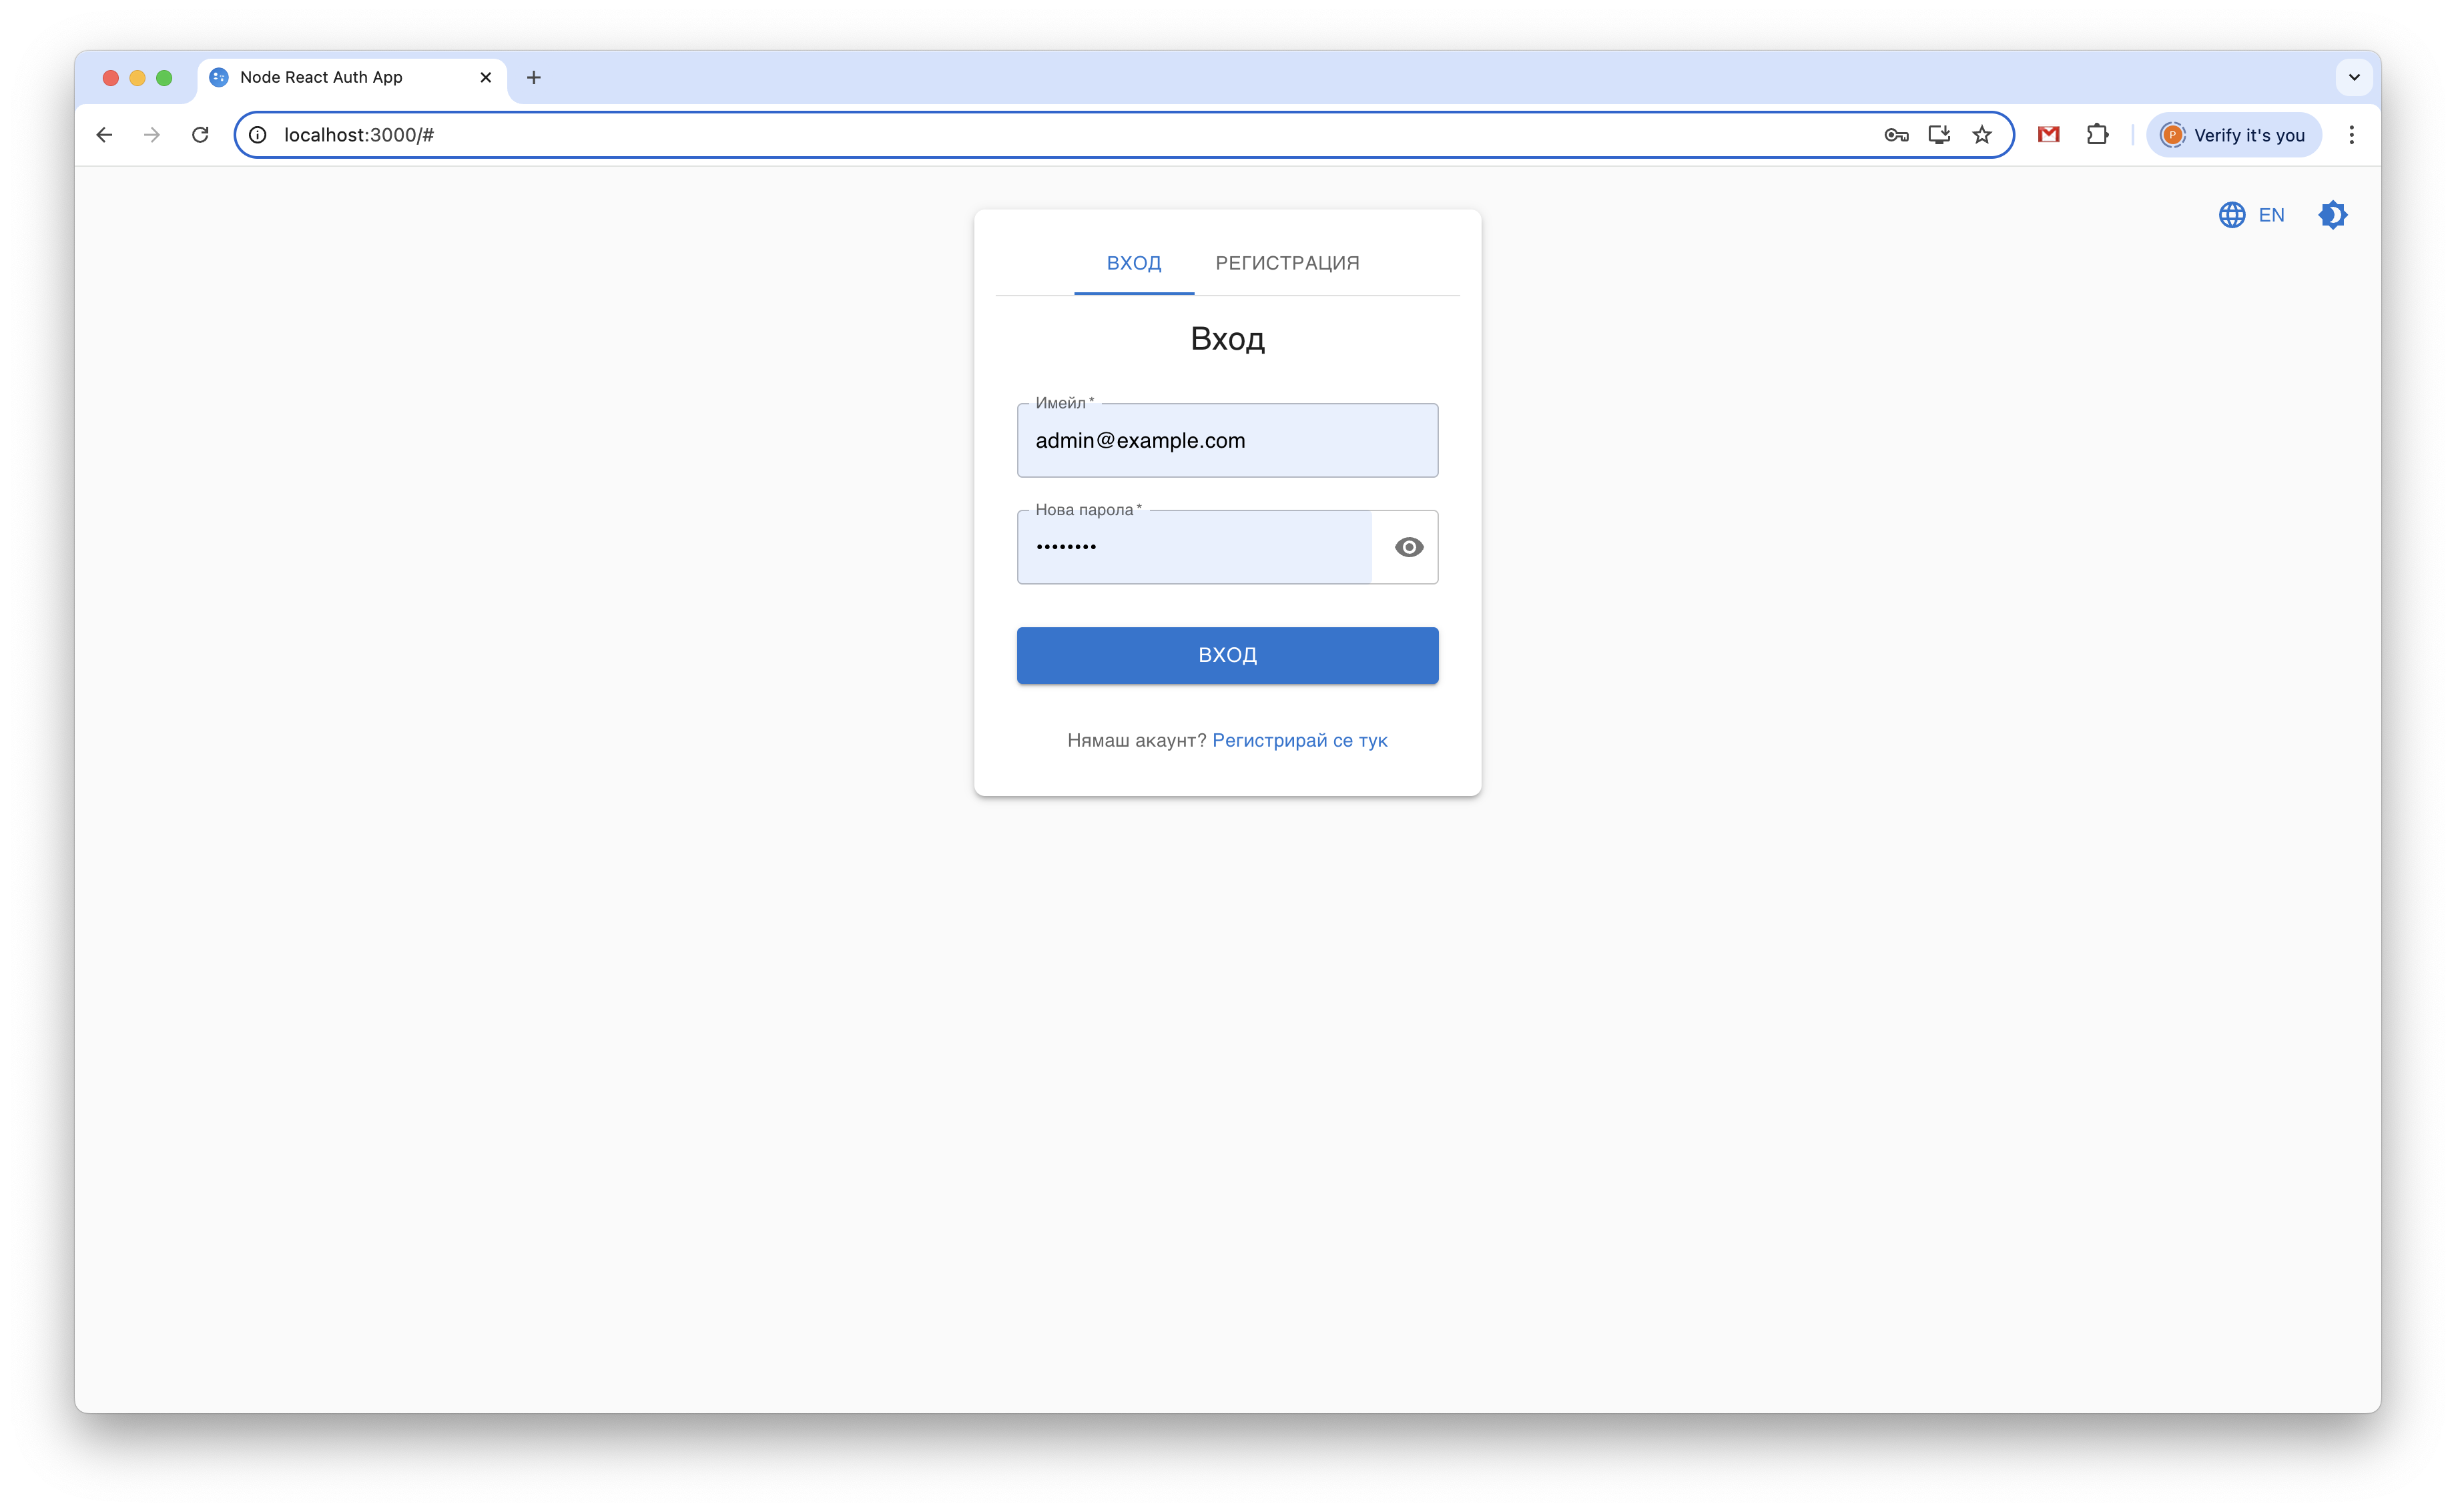 Node React Auth App
localhost:3000/#
P Verify it's you
EN
ВХОД РЕГИСТРАЦИЯ
Вход
Имейл *
admin@example.com
Нова парола *
••••••••
ВХОД
Нямаш акаунт? Регистрирай се тук